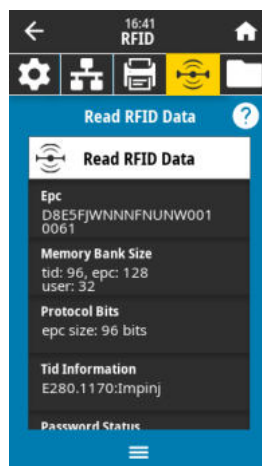 16:41
RFID
Read RFID Data
?
Read RFID Data
Epc
D8E5FJWNNNFNUNW001
0061
Memory Bank Size
tid: 96, epc: 128
user: 32
Protocol Bits
epc size: 96 bits
Tid Information
E280.1170:Impinj
Password Status